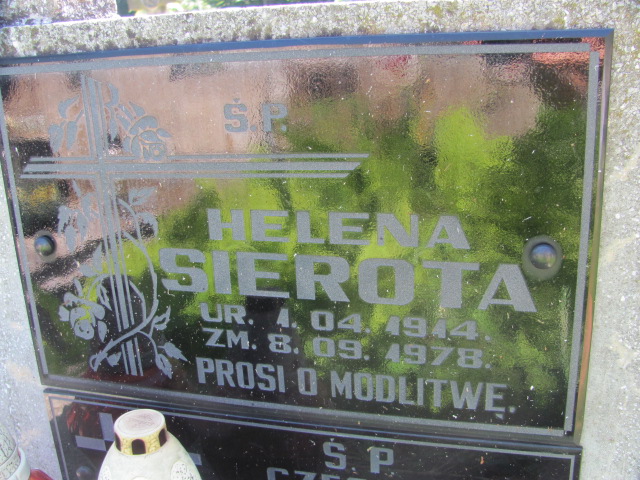 Ś.P.
HELENA
SIEROTA
UR. 1. 04. 1914.
ZM. 8. 09. 1978.
PROSI O MODLITWĘ.
Ś P